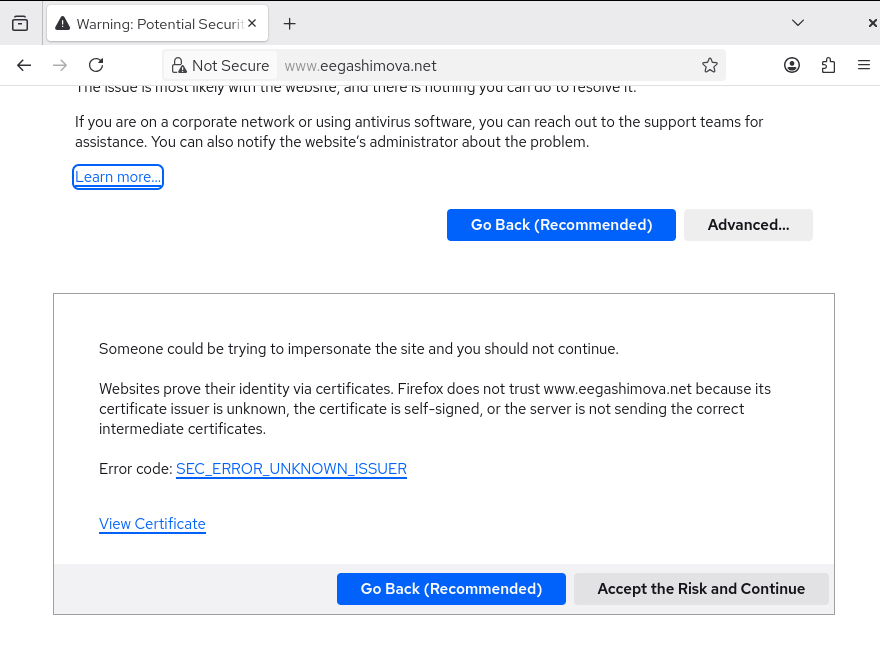 Warning: Potential Securit
Not Secure www.eegashimova.net
The issue is most likely with the website, and there is nothing you can do to resolve it.
If you are on a corporate network or using antivirus software, you can reach out to the support teams for
assistance. You can also notify the website’s administrator about the problem.
Learn more…
Go Back (Recommended) Advanced…
Someone could be trying to impersonate the site and you should not continue.
Websites prove their identity via certificates. Firefox does not trust www.eegashimova.net because its
certificate issuer is unknown, the certificate is self-signed, or the server is not sending the correct
intermediate certificates.
Error code: SEC_ERROR_UNKNOWN_ISSUER
View Certificate
Go Back (Recommended) Accept the Risk and Continue